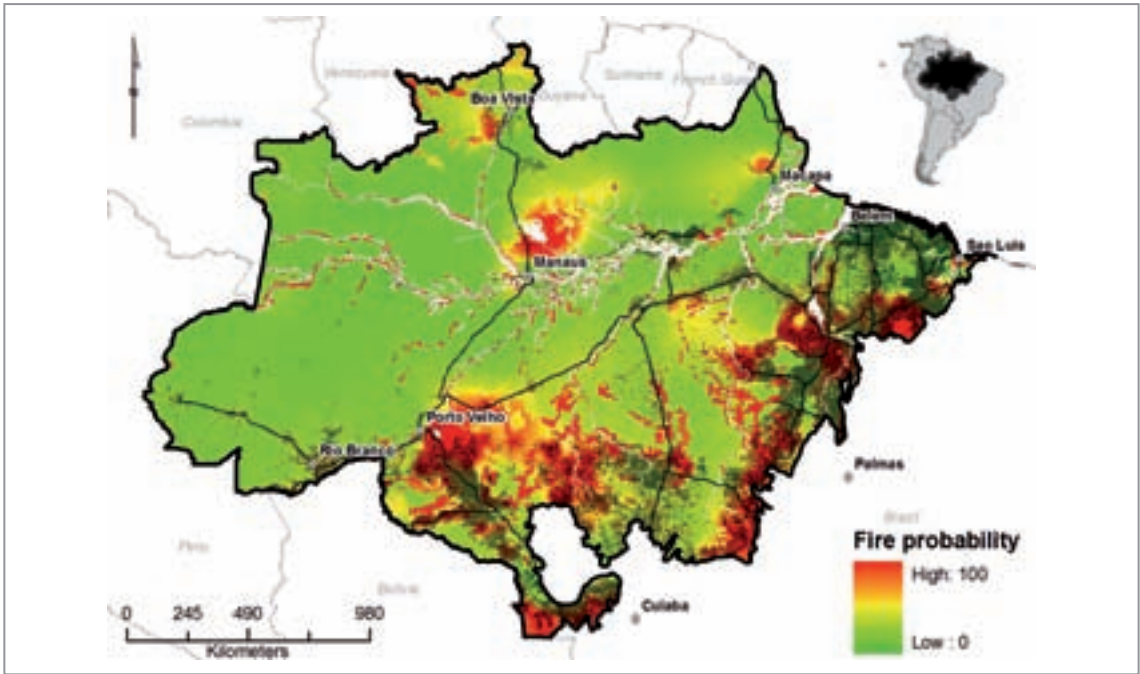 Venezuela
Suriname
French Guiana
Guyana
Colombia
Boa Vista
Macapa
Belem
Sao Luis
Manaus
Porto Velho
Rio Branco
Palmas
Brazil
Peru
Bolivia
Cuiaba
Fire probability
High: 100
Low : 0
0 245 490 980
Kilometers